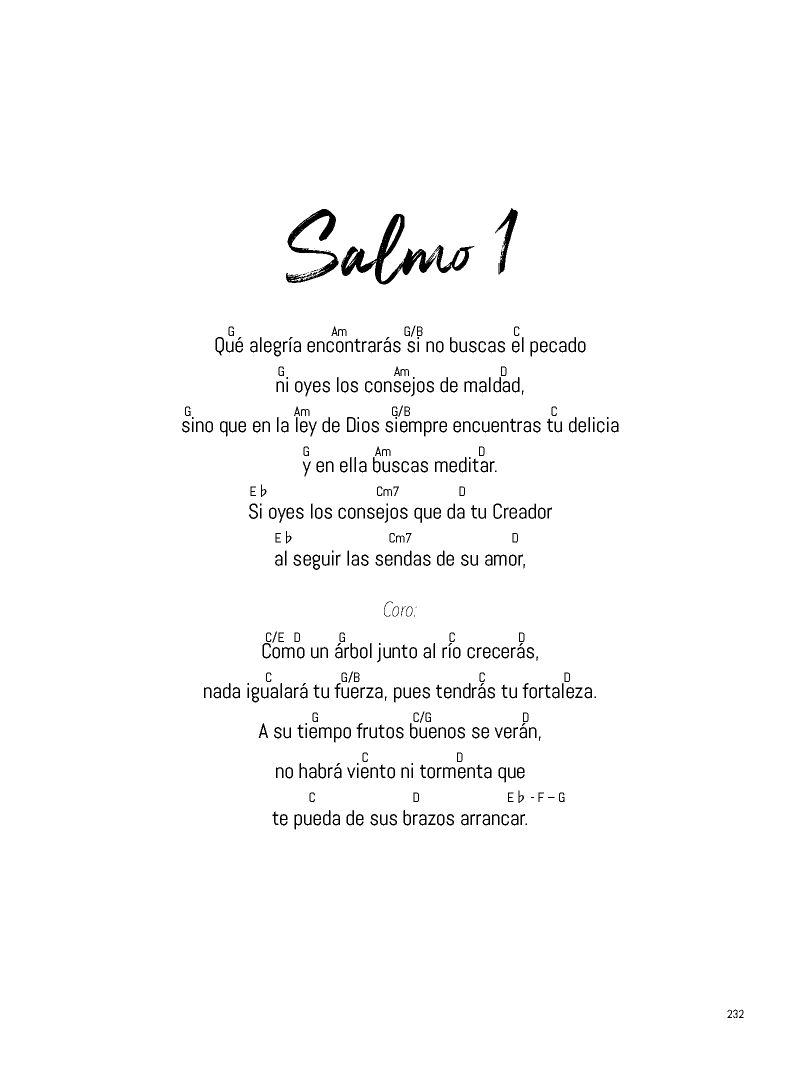 Salmo 1
G Am G/B C
Qué alegría encontrarás si no buscas el pecado
G Am D
ni oyes los consejos de maldad,
G Am G/B C
sino que en la ley de Dios siempre encuentras tu delicia
G Am D
y en ella buscas meditar.
E♭ Cm7 D
Si oyes los consejos que da tu Creador
E♭ Cm7 D
al seguir las sendas de su amor,
Coro:
C/E D G C D
Como un árbol junto al río crecerás,
C G/B C D
nada igualará tu fuerza, pues tendrás tu fortaleza.
G C/G D
A su tiempo frutos buenos se verán,
C D
no habrá viento ni tormenta que
C D E♭ - F – G
te pueda de sus brazos arrancar.
232